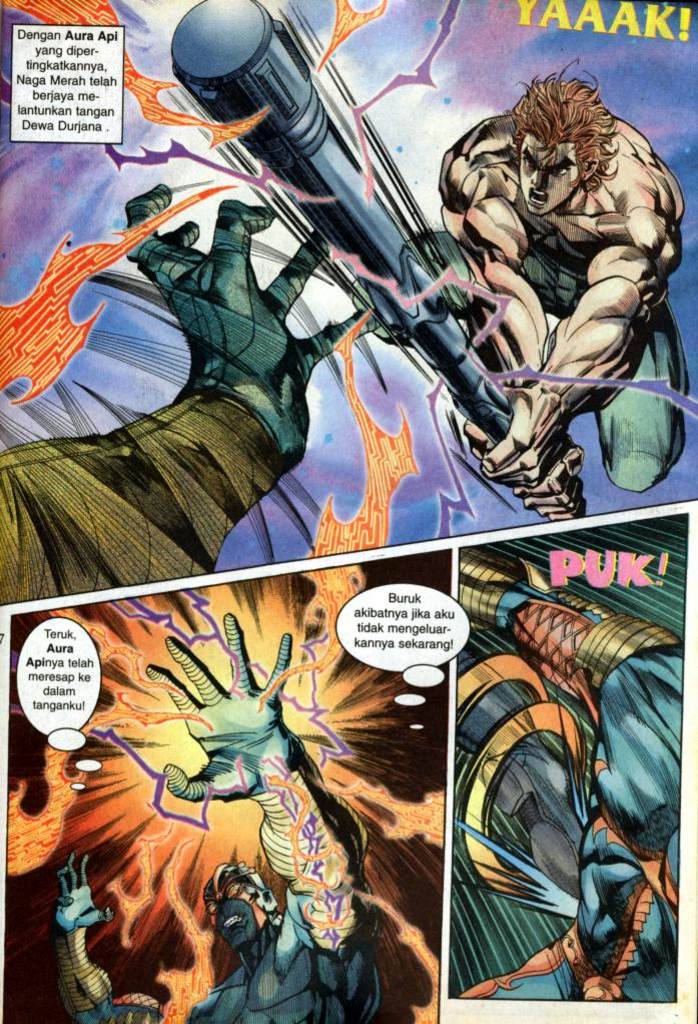 Dengan Aura Api
yang diper-
tingkatkannya,
Naga Merah telah
berjaya me-
lantunkan tangan
Dewa Durjana .
YAAAK!
Teruk,
Aura
Apinya telah
meresap ke
dalam
tanganku!
Buruk
akibatnya jika aku
tidak mengeluar-
kannya sekarang!
PUK!
7